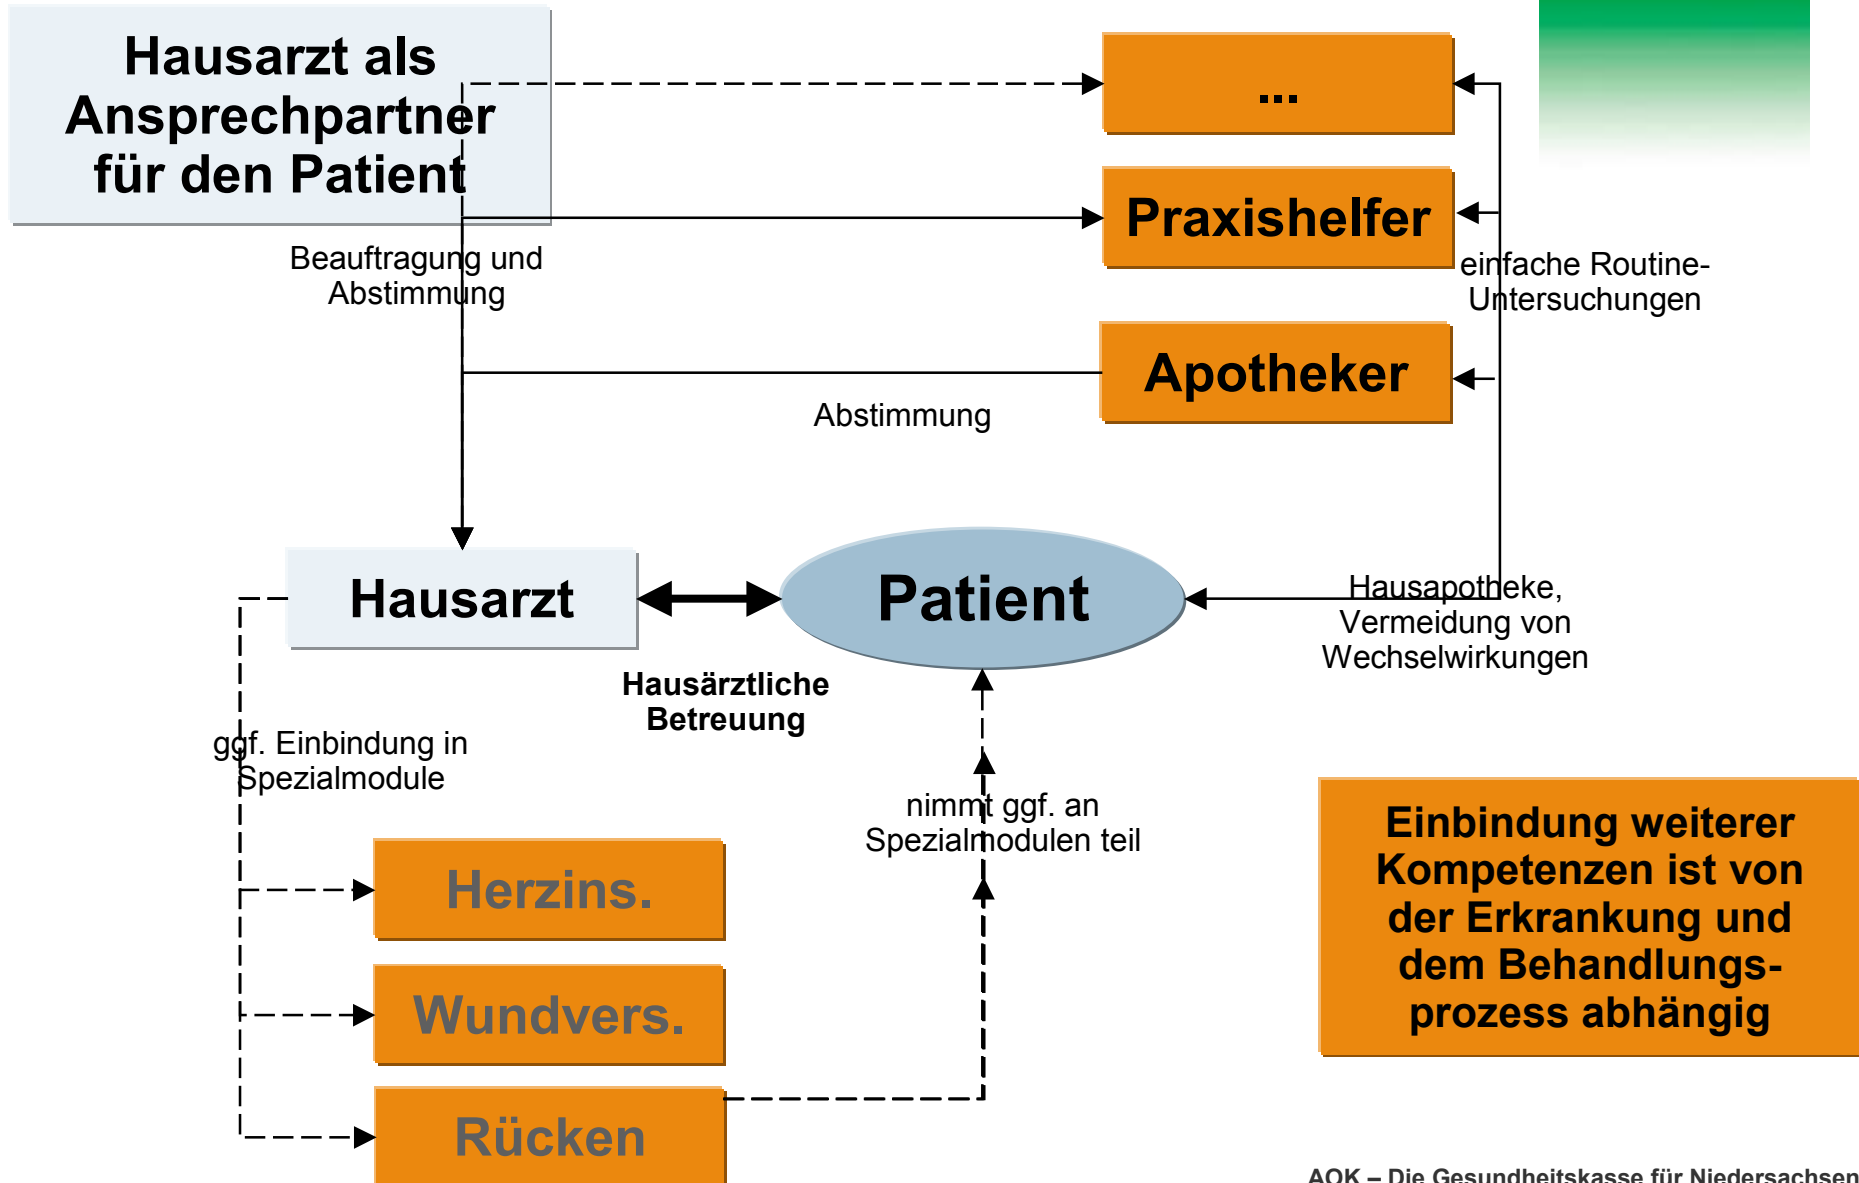 Hausarzt als
Ansprechpartner
für den Patient
...
Praxishelfer
Beauftragung und
Abstimmung
einfache Routine-
Untersuchungen
Apotheker
Abstimmung
Hausarzt
Patient
Hausapotheke,
Vermeidung von
Wechselwirkungen
Hausärztliche
Betreuung
ggf. Einbindung in
Spezialmodule
nimmt ggf. an
Spezialmodulen teil
Herzins.
Wundvers.
Rücken
Einbindung weiterer
Kompetenzen ist von
der Erkrankung und
dem Behandlungs-
prozess abhängig
AOK – Die Gesundheitskasse für Niedersachsen